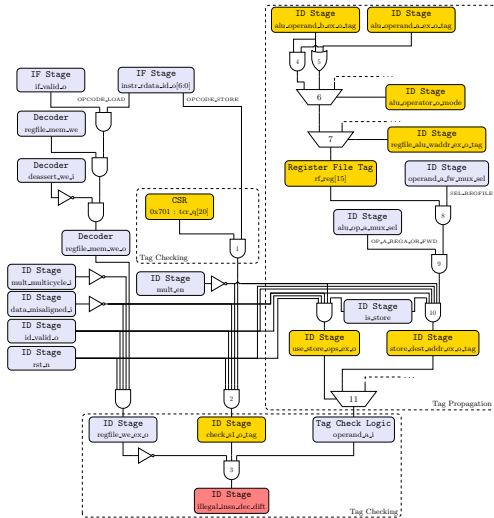 ID Stage
alu_operand_b_ex_o_tag
ID Stage
alu_operand_a_ex_o_tag
4
5
6
ID Stage
alu_operator_o_mode
7
ID Stage
regfile_alu_waddr_ex_o_tag
Register File Tag
rf_reg[15]
ID Stage
operand_a_fw_mux_sel
SEL_REGFILE
8
ID Stage
alu_op_a_mux_sel
OP_A_REGA_OR_FWD
9
IF Stage
if_valid_o
IF Stage
instr_rdata_id_o[6:0]
OPCODE_LOAD
OPCODE_STORE
Decoder
regfile_mem_we
Decoder
deassert_we_i
CSR
0x701 : tcr_q[20]
1
Tag Checking
Decoder
regfile_mem_we_o
ID Stage
mult_multicycle_i
ID Stage
mult_en
ID Stage
data_misaligned_i
ID Stage
is_store
10
ID Stage
id_valid_o
ID Stage
rst_n
ID Stage
use_store_ops_ex_o
ID Stage
store_dest_addr_ex_o_tag
2
11
Tag Propagation
ID Stage
regfile_we_ex_o
ID Stage
check_s1_o_tag
Tag Check Logic
operand_a_i
3
ID Stage
illegal_insn_dec_dift
Tag Checking